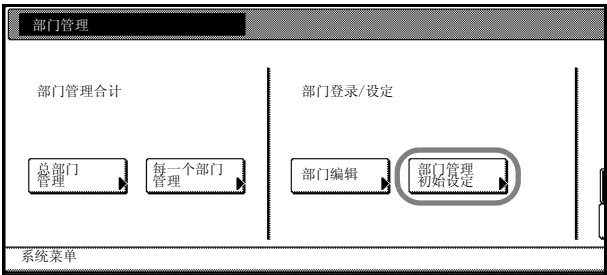 部门管理
部门管理合计
部门登录/设定
总部门
管理
每一个部门
管理
部门编辑
部门管理
初始设定
系统菜单